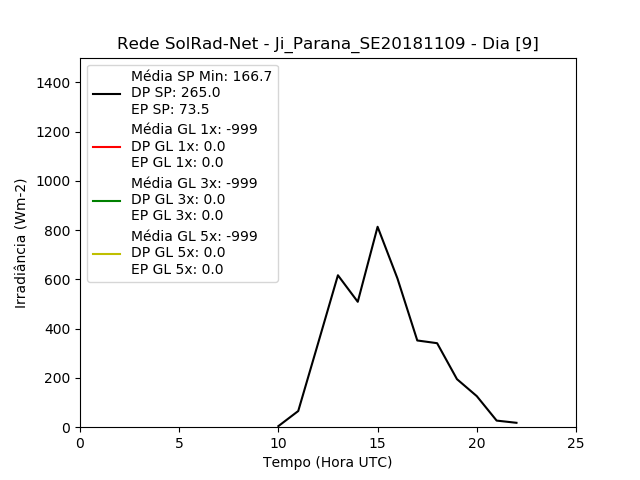 Rede SolRad-Net - Ji_Parana_SE20181109 - Dia [9]
Média SP Min: 166.7
DP SP: 265.0
EP SP: 73.5
Média GL 1x: -999
DP GL 1x: 0.0
EP GL 1x: 0.0
Média GL 3x: -999
DP GL 3x: 0.0
EP GL 3x: 0.0
Média GL 5x: -999
DP GL 5x: 0.0
EP GL 5x: 0.0
Irradiância (Wm-2)
1400
1200
1000
800
600
400
200
0
0 5 10 15 20 25
Tempo (Hora UTC)